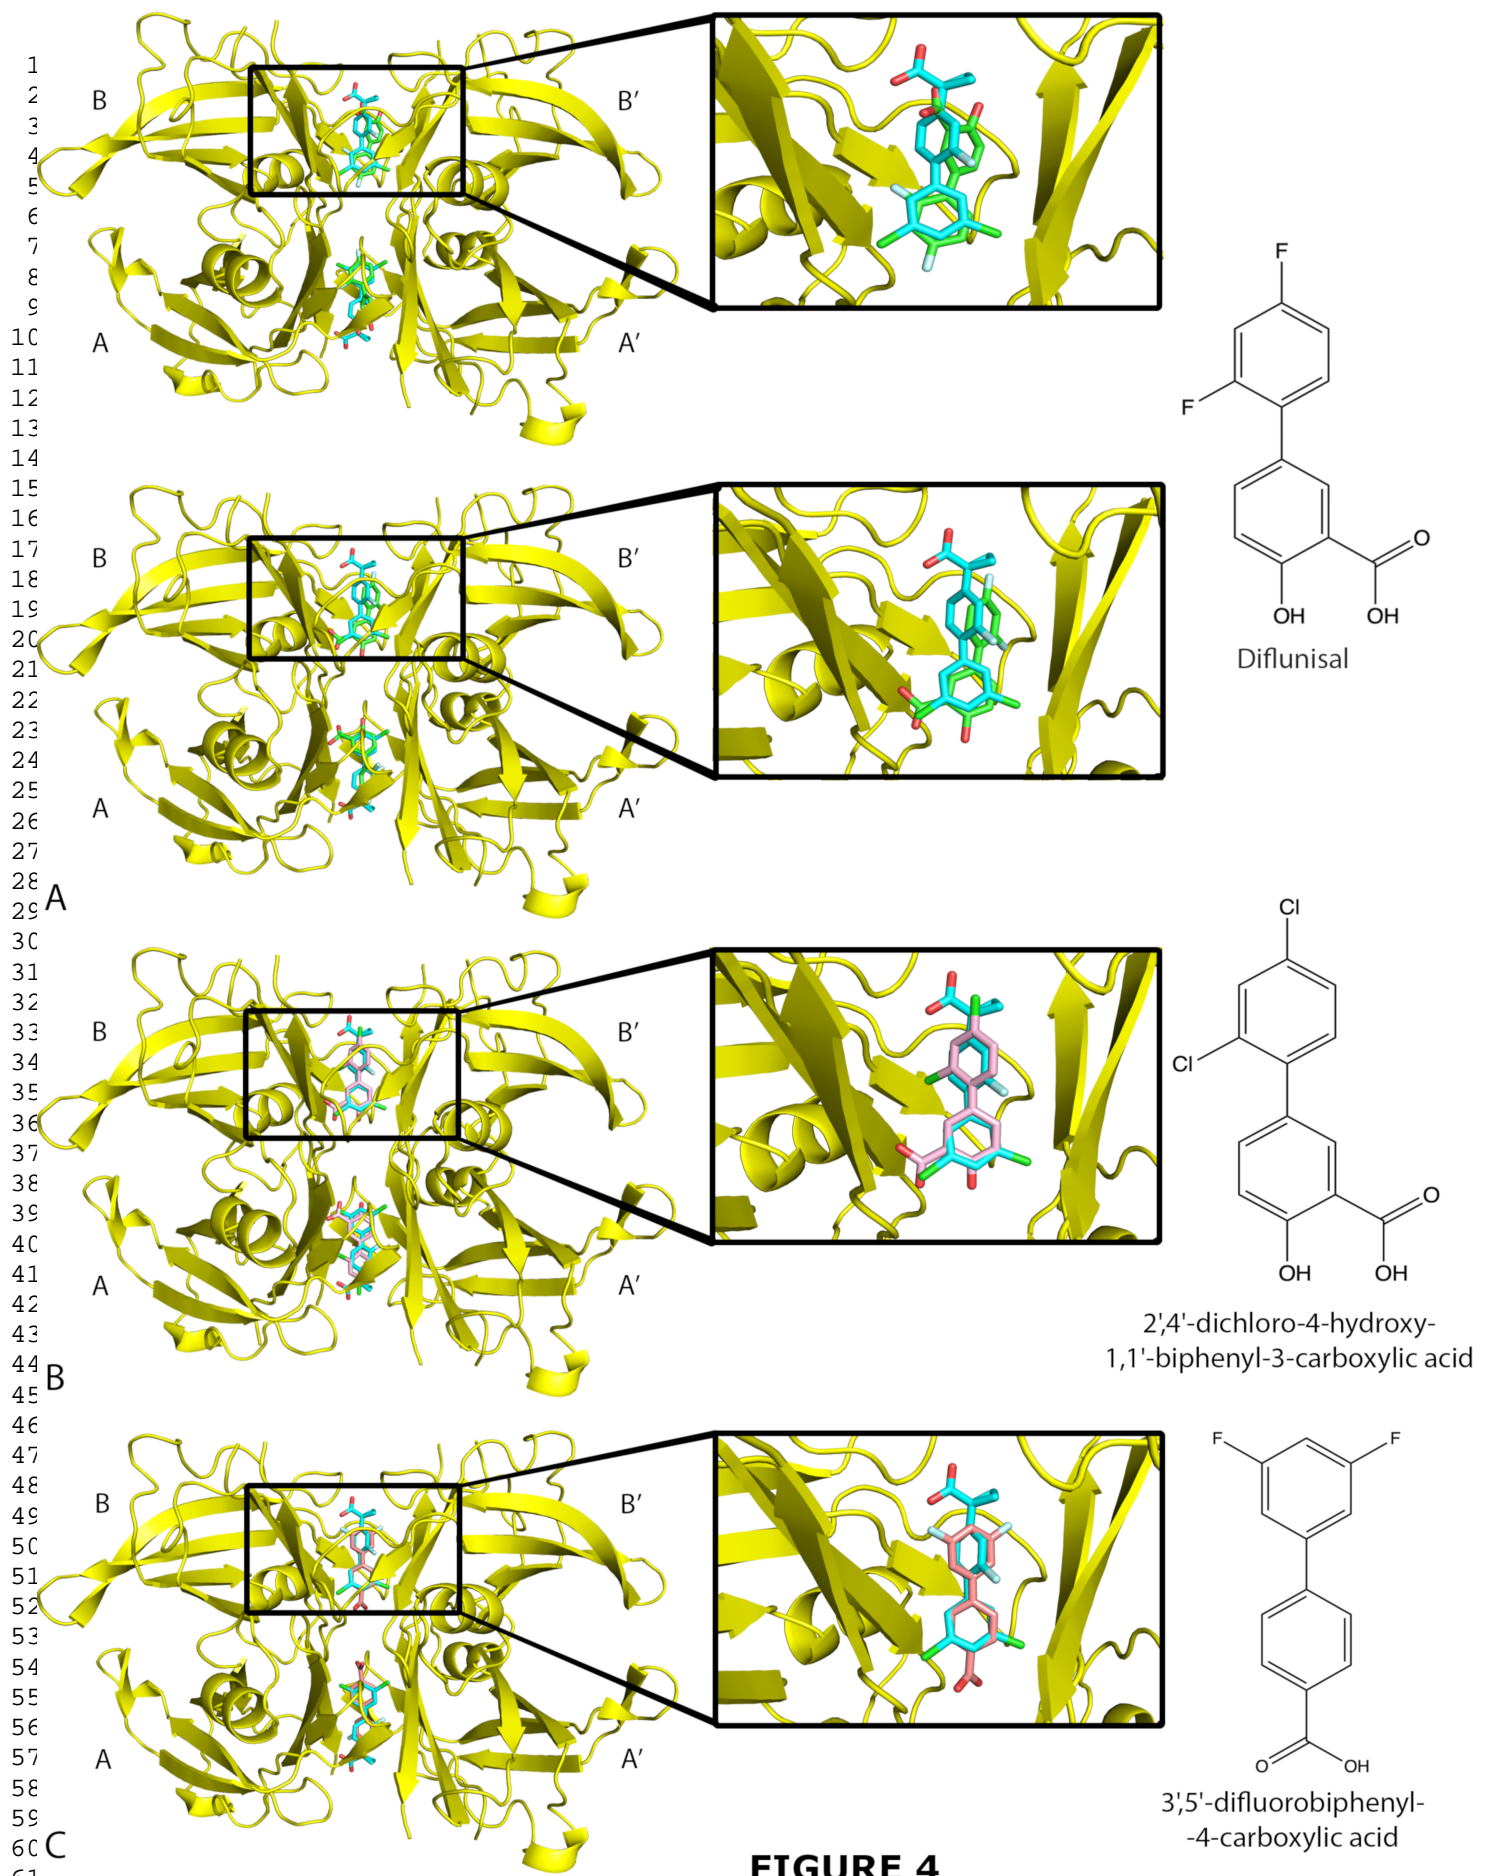 1
2
3
4
5
6
7
8
9
10
11
12
13
14
15
16
17
18
19
20
21
22
23
24
25
26
27
28
29
30
31
32
33
34
35
36
37
38
39
40
41
42
43
44
45
46
47
48
49
50
51
52
53
54
55
56
57
58
59
60
61
B B′
A A′
F
F
O
OH OH
Diflunisal
B B′
A A′
A
B B′
A A′
B
Cl
Cl
O
OH OH
2',4'-dichloro-4-hydroxy-
1,1'-biphenyl-3-carboxylic acid
B B′
A A′
C
F F
O OH
3',5'-difluorobiphenyl-
-4-carboxylic acid
FIGURE 4